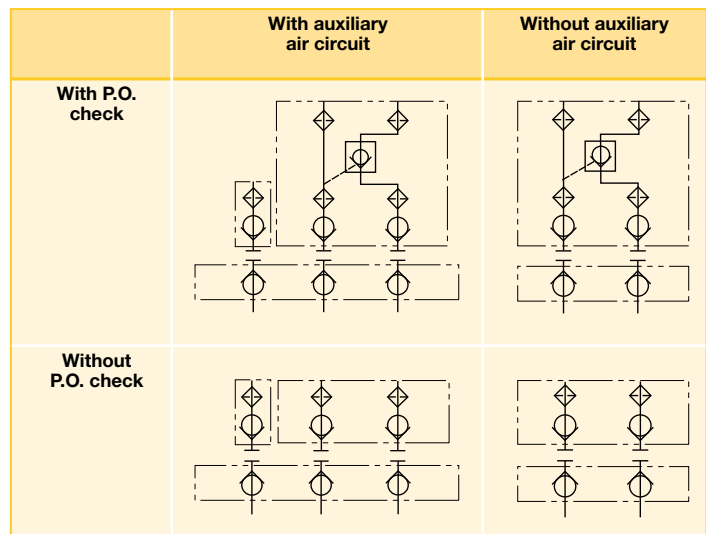 With auxiliary
air circuit
Without auxiliary
air circuit
With P.O.
check
Without
P.O. check